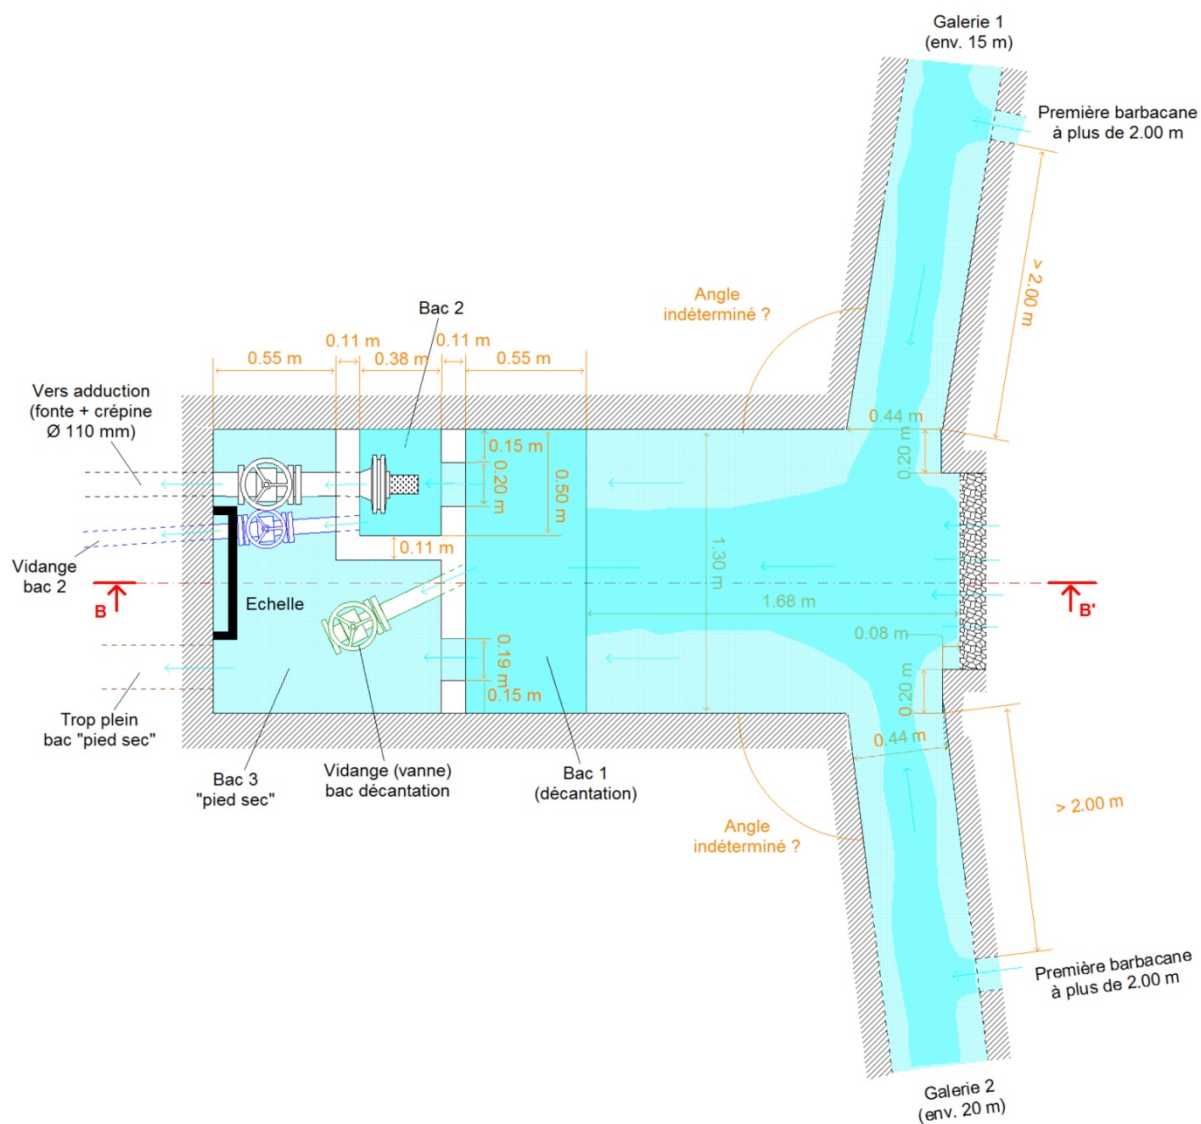 Galerie 1
(env. 15 m)
Première barbacane
à plus de 2.00 m
> 2.00 m
Angle
indéterminé ?
Bac 2
0.11 m
0.11 m
0.55 m
0.38 m
0.55 m
Vers adduction
(fonte + crépine
Ø 110 mm)
0.44 m
0.15 m
0.20 m
0.20 m
0.50 m
0.11 m
1.30 m
Vidange
bac 2
B
B'
Echelle
1.68 m
0.08 m
0.19 m
0.15 m
0.20 m
Trop plein
bac "pied sec"
0.44 m
Bac 3
"pied sec"
Vidange (vanne)
bac décantation
Bac 1
(décantation)
> 2.00 m
Angle
indéterminé ?
Première barbacane
à plus de 2.00 m
Galerie 2
(env. 20 m)